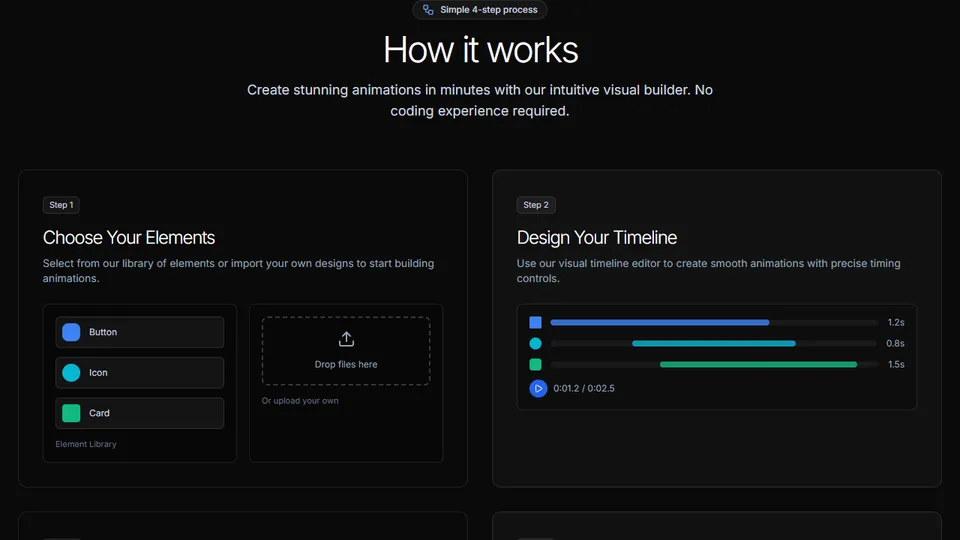 Simple 4-step process
How it works
Create stunning animations in minutes with our intuitive visual builder. No
coding experience required.
Step 1
Choose Your Elements
Select from our library of elements or import your own designs to start building
animations.
Button
Icon
Card
Element Library
Drop files here
Or upload your own
Step 2
Design Your Timeline
Use our visual timeline editor to create smooth animations with precise timing
controls.
1.2s
0.8s
1.5s
0:01.2 / 0:02.5